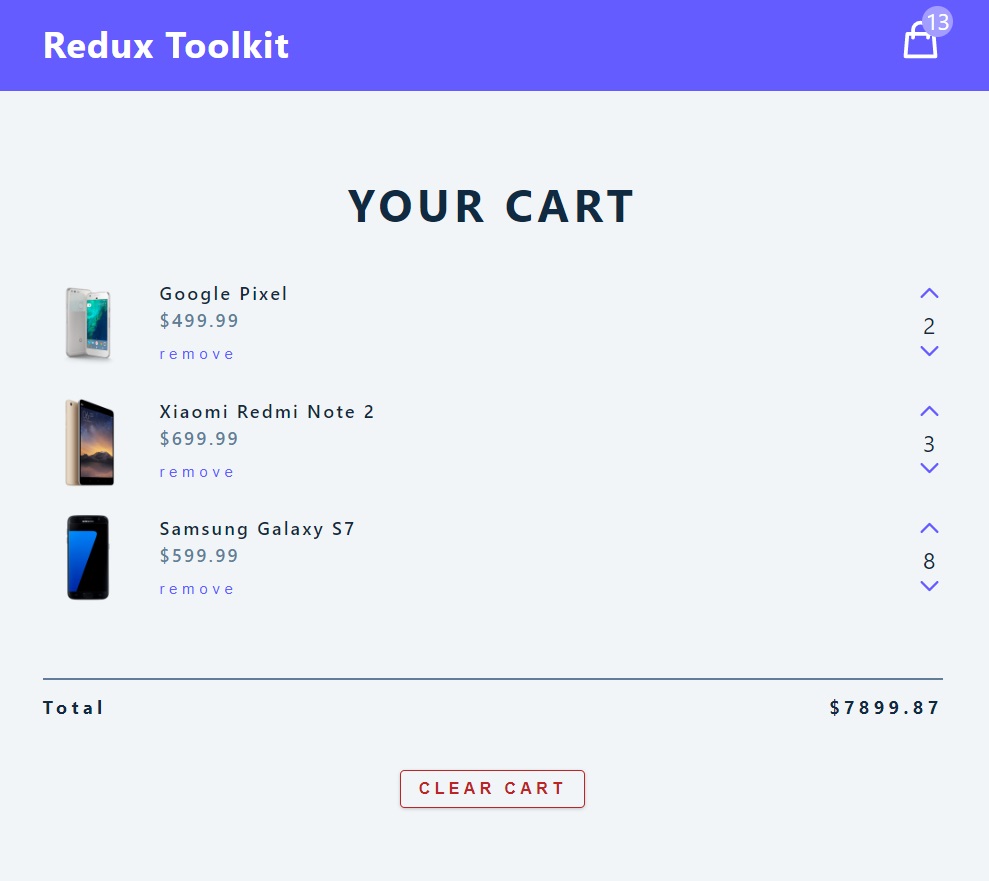 Redux Toolkit
13
YOUR CART
Google Pixel
$499.99
remove
2
Xiaomi Redmi Note 2
$699.99
remove
3
Samsung Galaxy S7
$599.99
remove
8
Total $7899.87
CLEAR CART